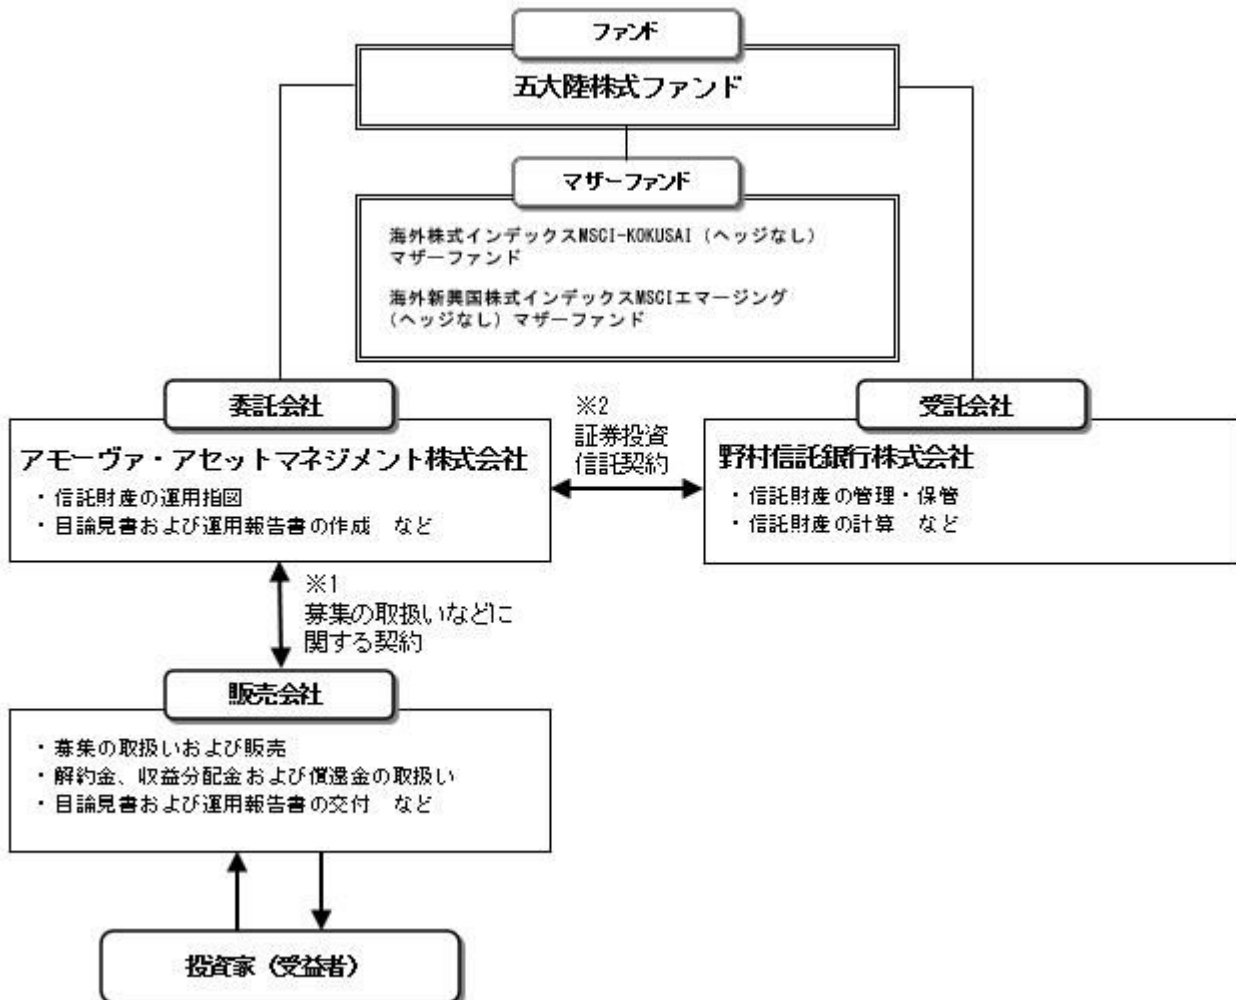 ファンド
五大陸株式ファンド
マザーファンド
海外株式インデックスMSCI-KOKUSAI（ヘッジなし）
マザーファンド
海外新興国株式インデックスMSCIエマージング
（ヘッジなし）マザーファンド
委託会社
アモーヴァ・アセットマネジメント株式会社
・信託財産の運用指図
・目論見書および運用報告書の作成　など
※2
証券投資
信託契約
受託会社
野村信託銀行株式会社
・信託財産の管理・保管
・信託財産の計算　など
※1
募集の取扱いなどに
関する契約
販売会社
・募集の取扱いおよび販売
・解約金、収益分配金および償還金の取扱い
・目論見書および運用報告書の交付　など
投資家（受益者）